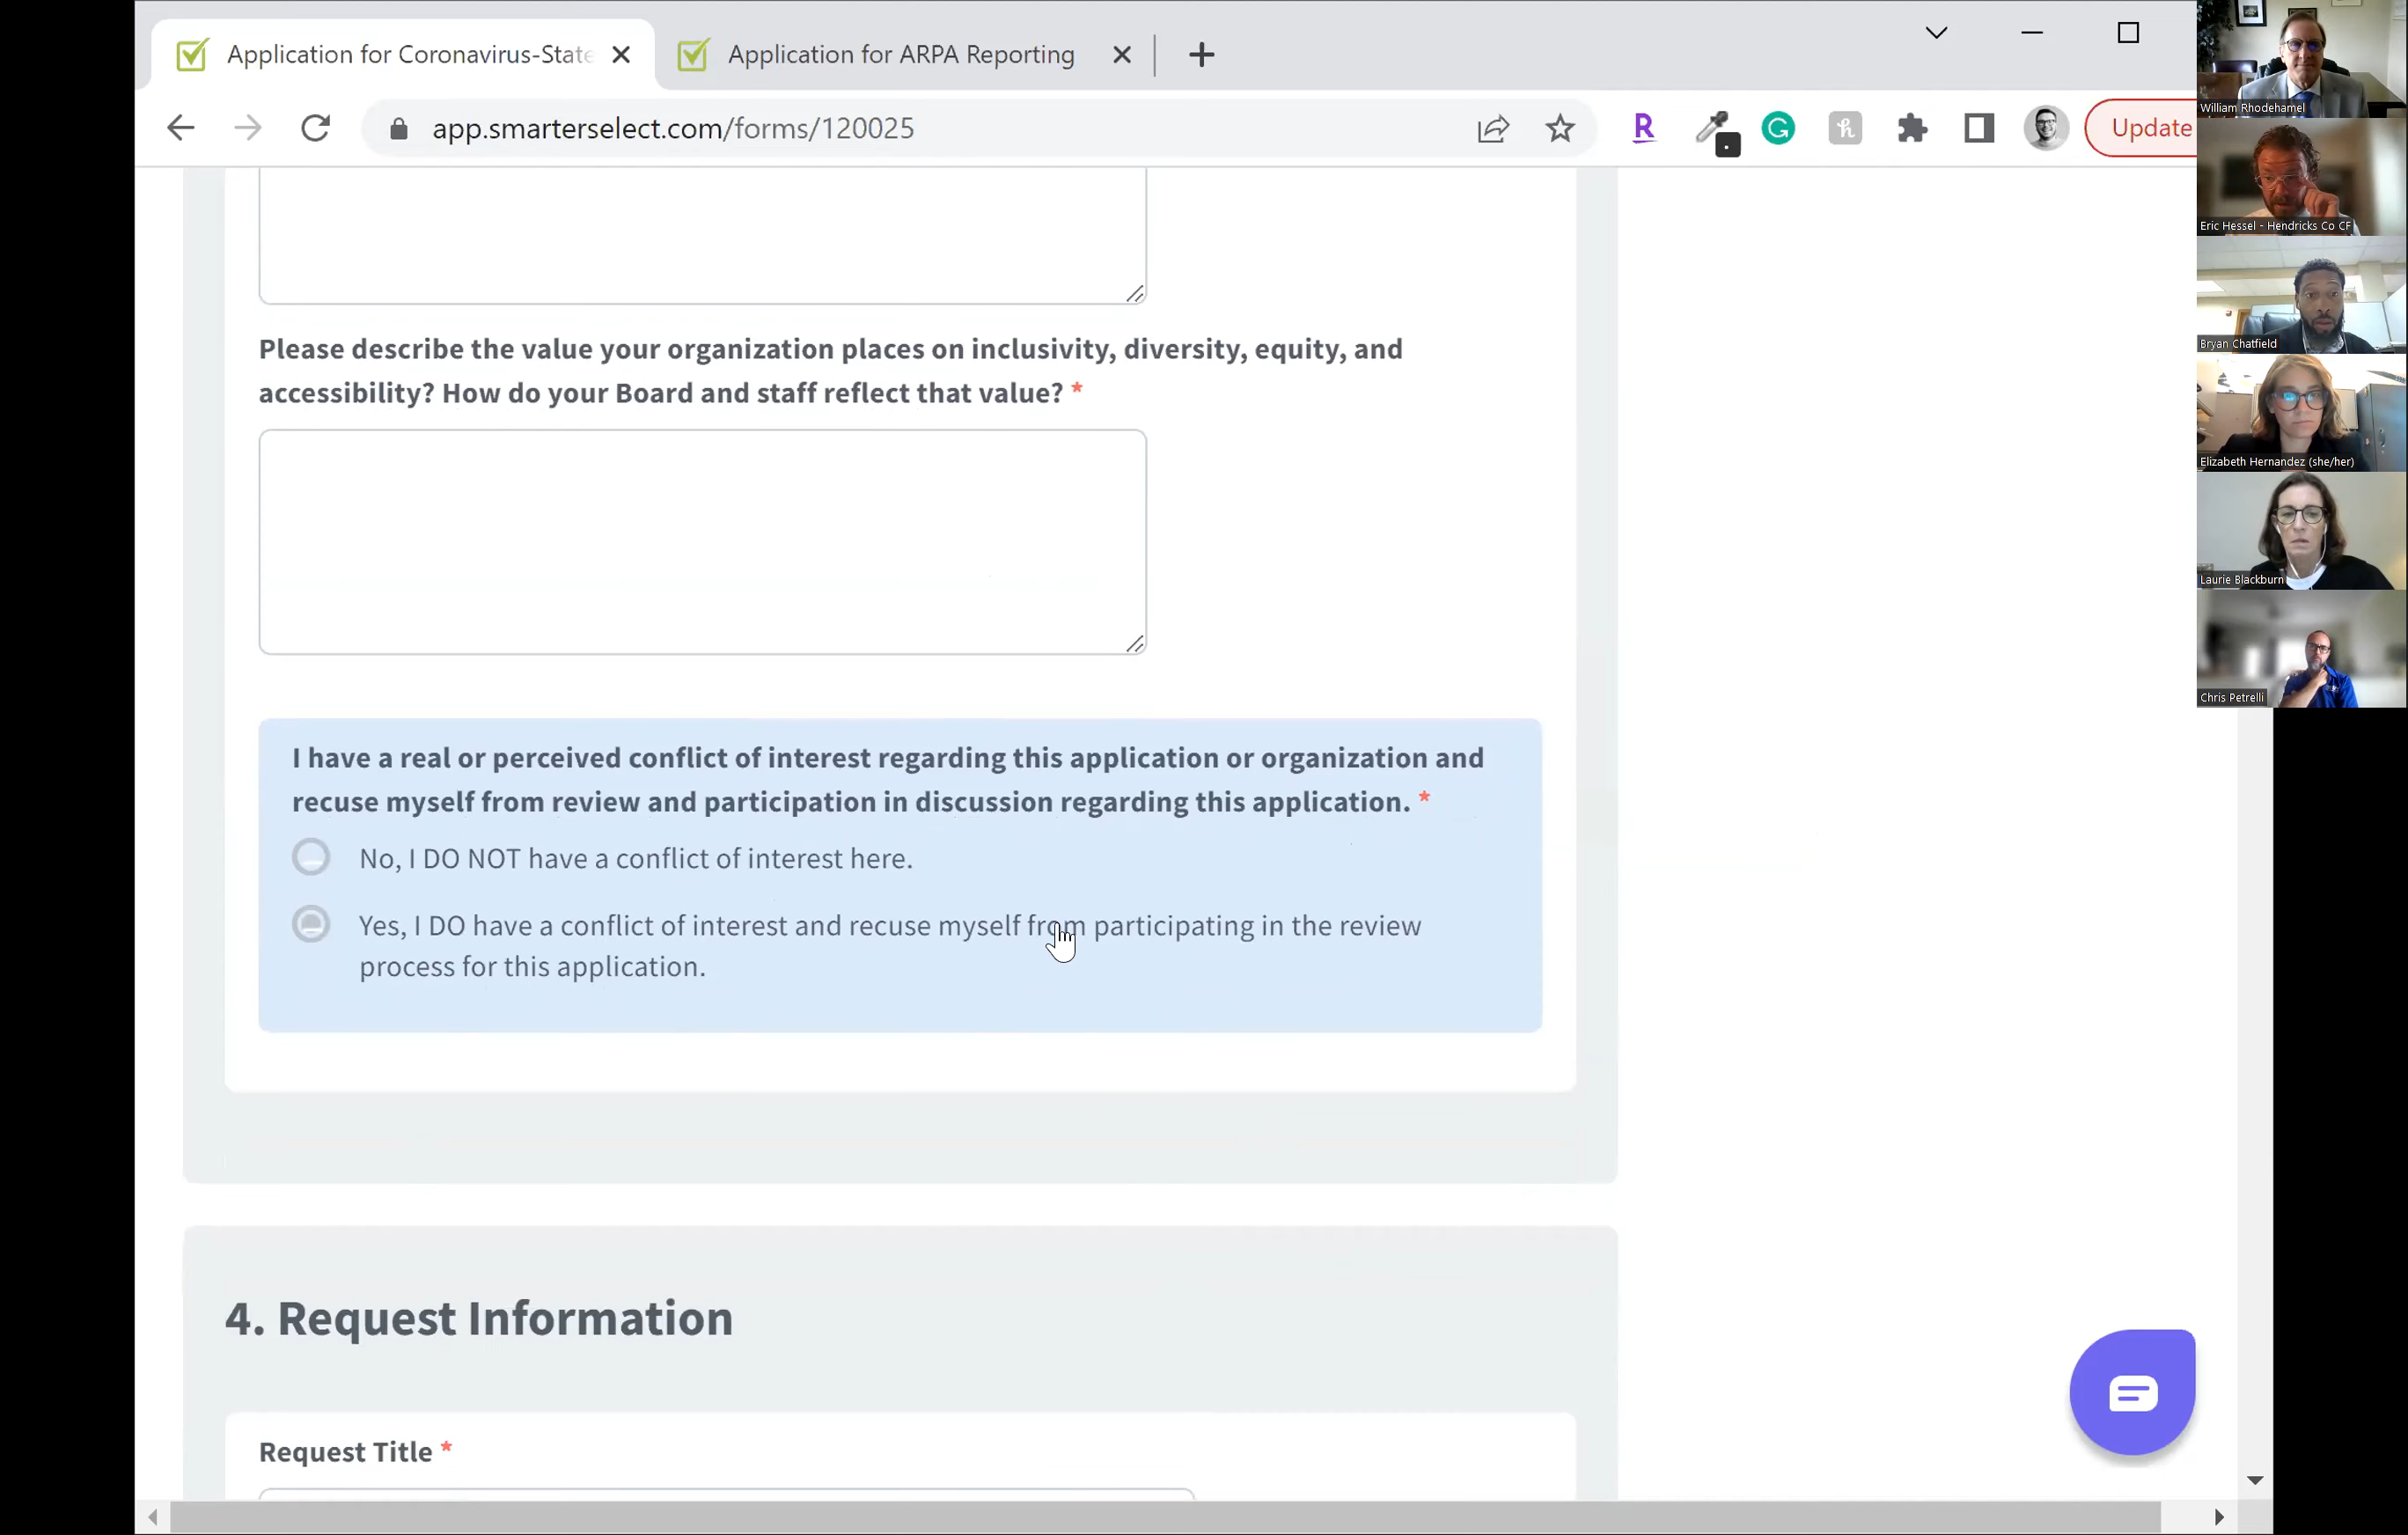 Application for Coronavirus-State
Application for ARPA Reporting
app.smarterselect.com/forms/120025
Update
Please describe the value your organization places on inclusivity, diversity, equity, and
accessibility? How do your Board and staff reflect that value? *
I have a real or perceived conflict of interest regarding this application or organization and
recuse myself from review and participation in discussion regarding this application. *
No, I DO NOT have a conflict of interest here.
Yes, I DO have a conflict of interest and recuse myself from participating in the review
process for this application.
4. Request Information
Request Title *
William Rhodehamel
Eric Hessel - Hendricks Co CF
Bryan Chatfield
Elizabeth Hernandez (she/her)
Laurie Blackburn
Chris Petrelli